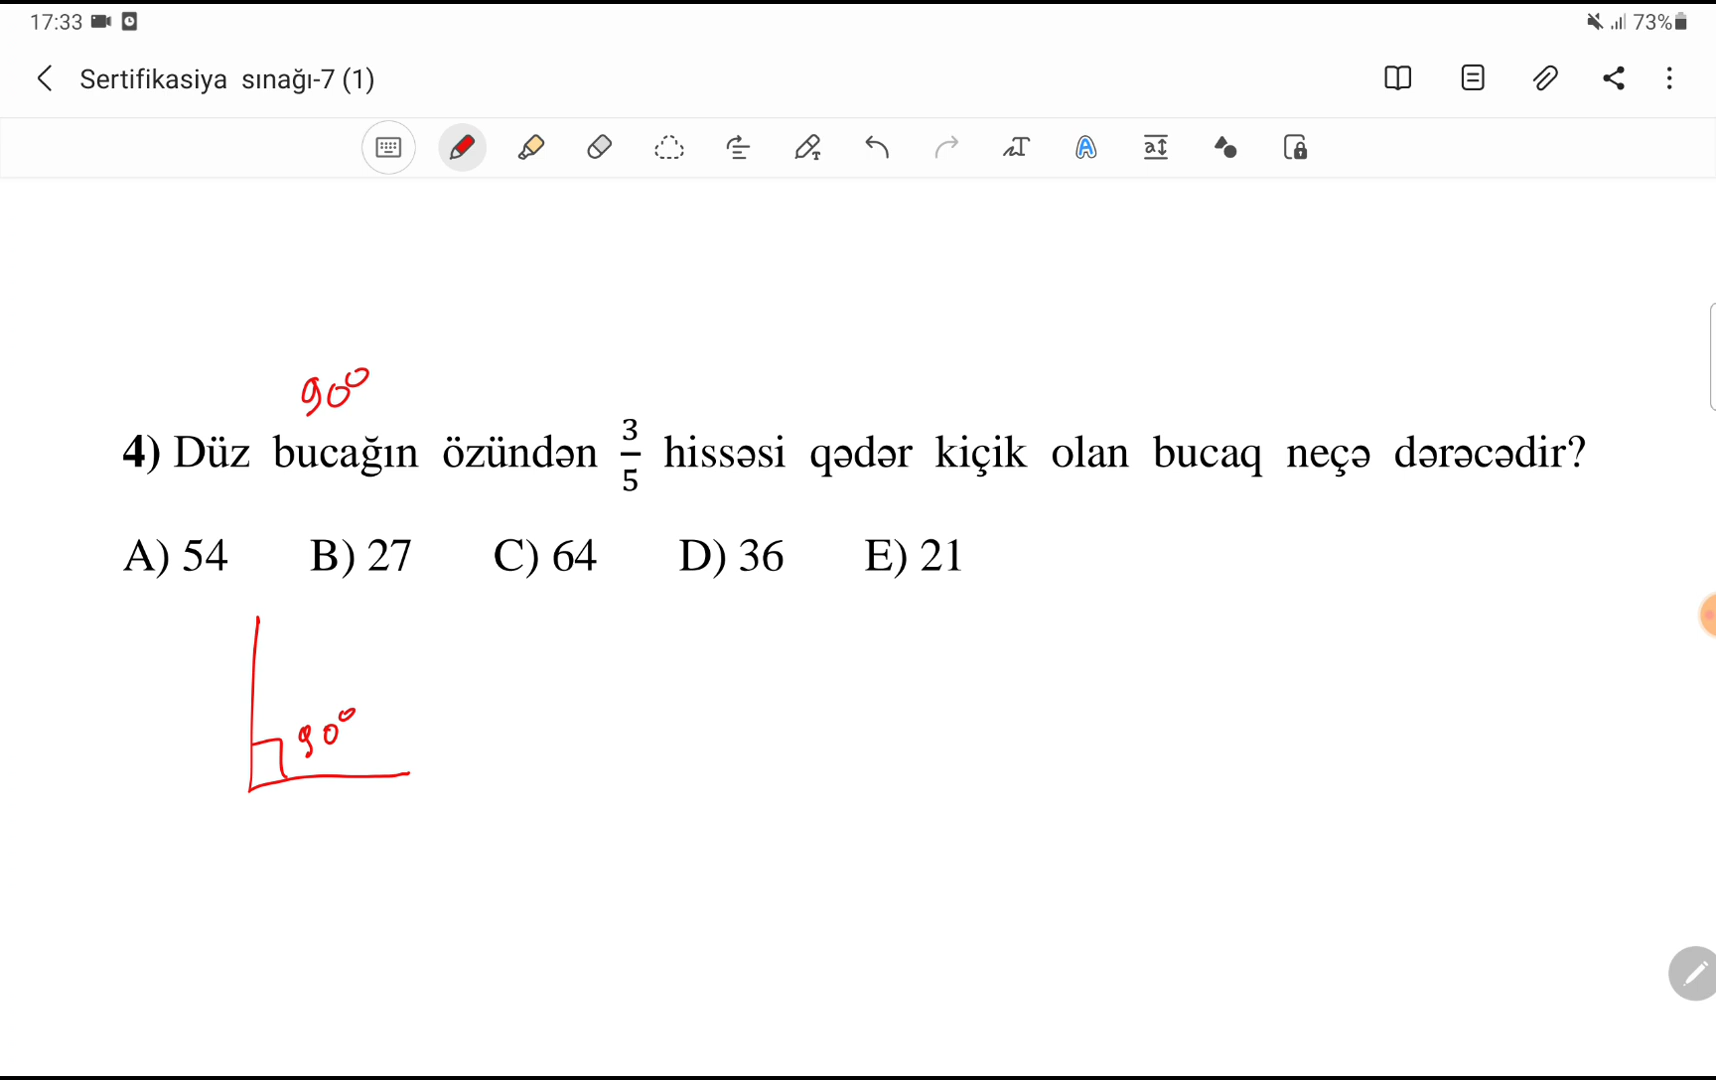 17:33 73%
Sertifikasiya sınağı-7 (1)
90°
4) Düz bucağın özündən 3/5 hissəsi qədər kiçik olan bucaq neçə dərəcədir?
A) 54 B) 27 C) 64 D) 36 E) 21
90°